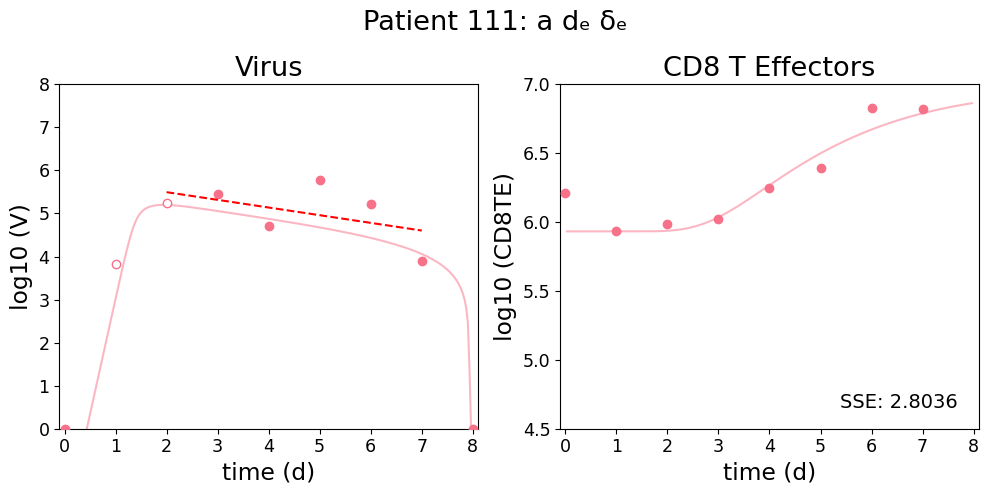 Patient 111: a dₑ δₑ
Virus
CD8 T Effectors
log10 (V)
8
7
6
5
4
3
2
1
0
0 1 2 3 4 5 6 7 8
time (d)
log10 (CD8TE)
7.0
6.5
6.0
5.5
5.0
4.5
SSE: 2.8036
0 1 2 3 4 5 6 7 8
time (d)